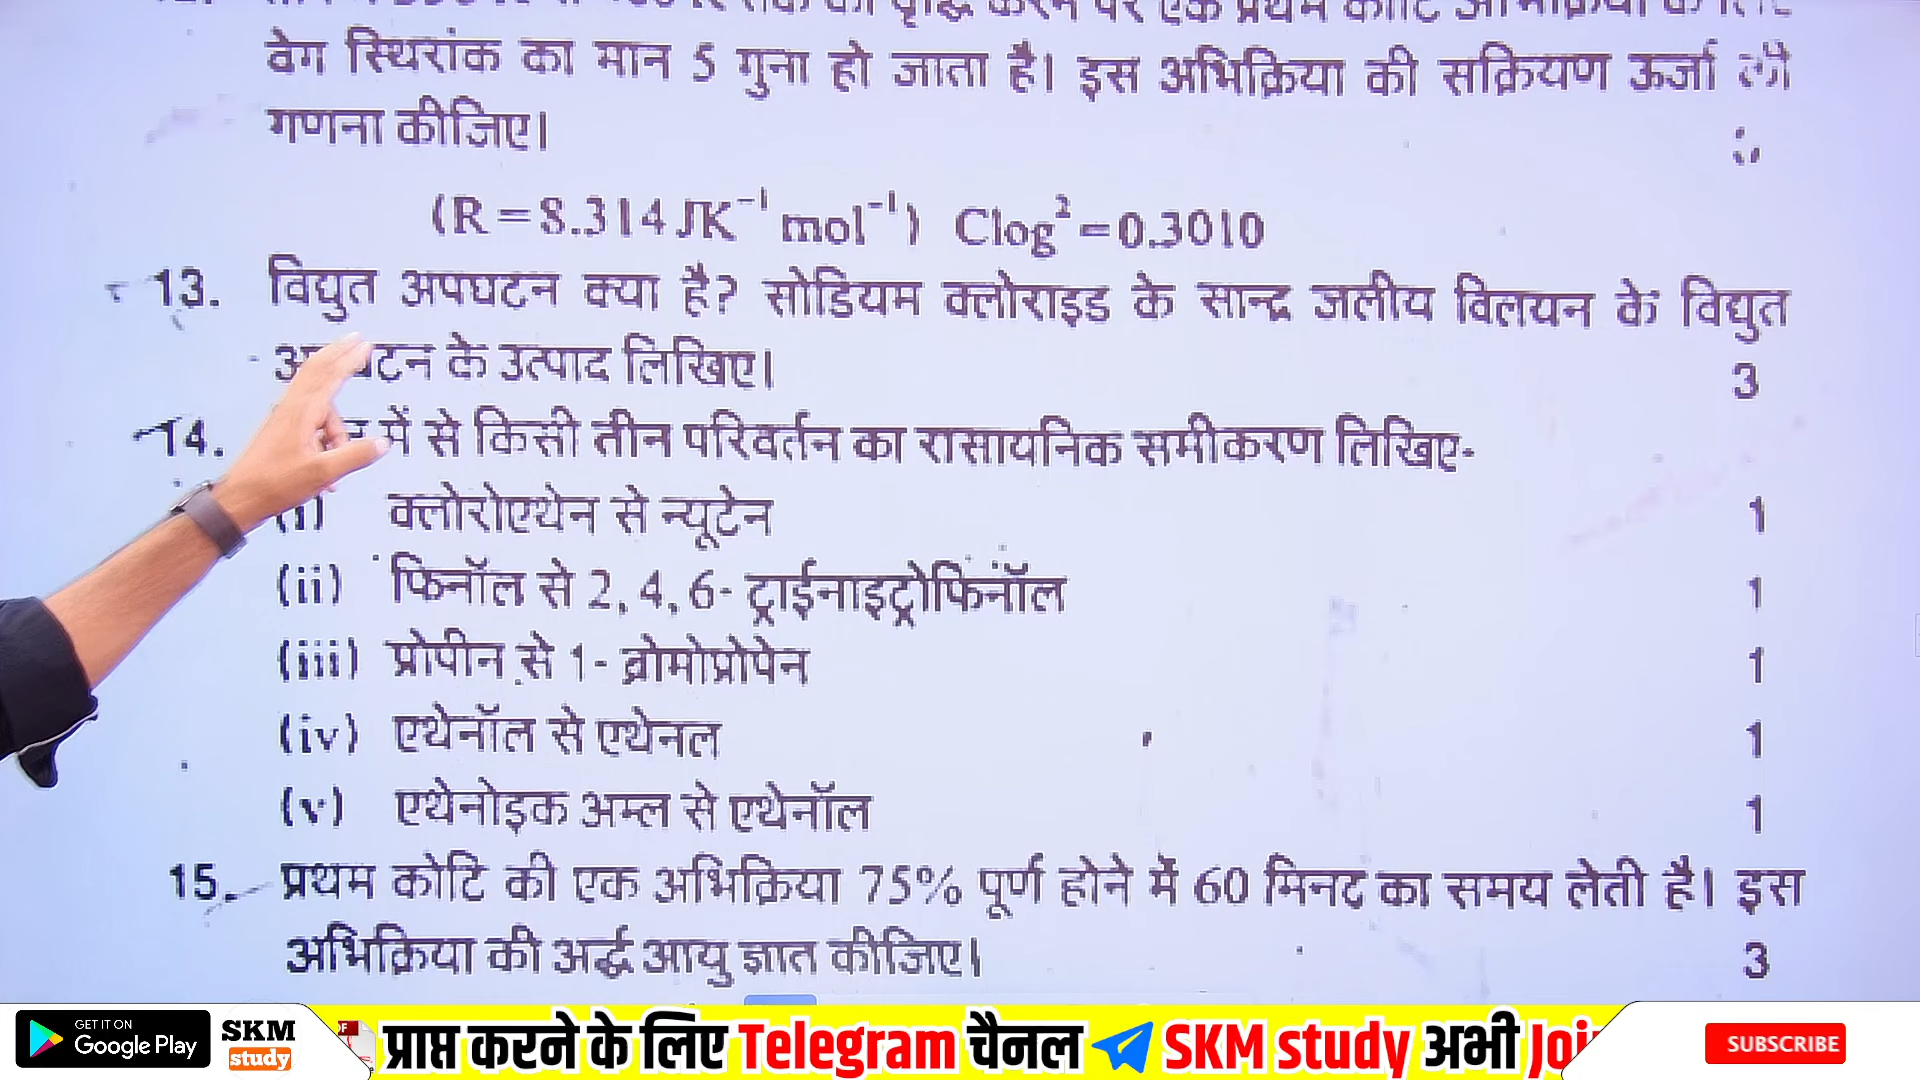 वेग स्थिरांक का मान 5 गुना हो जाता है। इस अभिक्रिया की सक्रियण ऊर्जा की
गणना कीजिए।
(R = 8.314 JK⁻¹ mol⁻¹) Clog² = 0.3010
13. विद्युत अपघटन क्या है? सोडियम क्लोराइड के सान्द्र जलीय विलयन के विद्युत
टन के उत्पाद लिखिए। 3
14. में से किसी तीन परिवर्तन का रासायनिक समीकरण लिखिए-
(i) क्लोरोएथेन से न्यूटेन 1
(ii) फिनॉल से 2, 4, 6- ट्राईनाइट्रोफिनॉल 1
(iii) प्रोपीन से 1- ब्रोमोप्रोपेन 1
(iv) एथेनॉल से एथेनल 1
(v) एथेनोइक अम्ल से एथेनॉल 1
15. प्रथम कोटि की एक अभिक्रिया 75% पूर्ण होने में 60 मिनट का समय लेती है। इस
अभिक्रिया की अर्द्ध आयु ज्ञात कीजिए। 3
GET IT ON
Google Play
SKM
study
प्राप्त करने के लिए Telegram चैनल SKM study अभी Joi
SUBSCRIBE